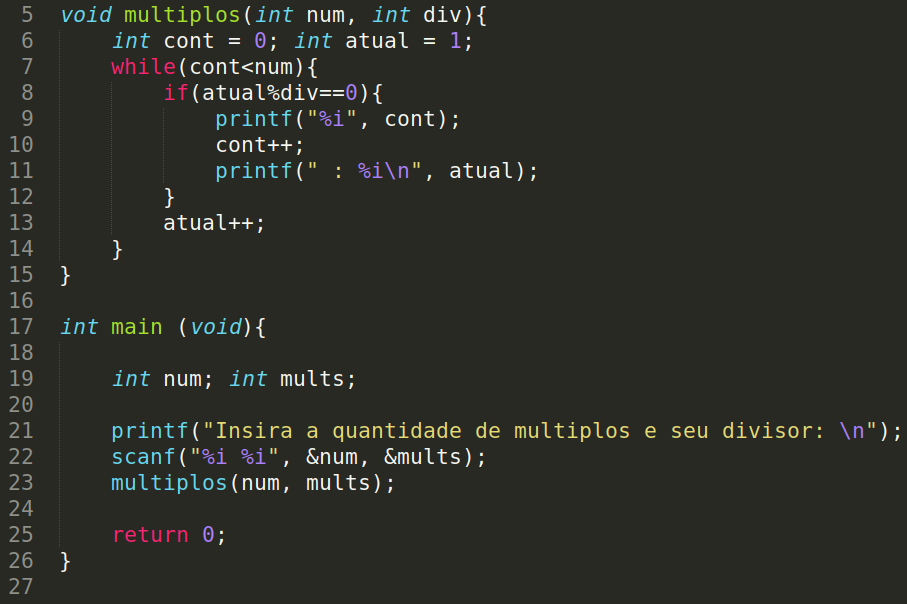 5 void multiplos(int num, int div){
6 int cont = 0; int atual = 1;
7 while(cont<num){
8 if(atual%div==0){
9 printf("%i", cont);
10 cont++;
11 printf(" : %i\n", atual);
12 }
13 atual++;
14 }
15 }
16
17 int main (void){
18
19 int num; int mults;
20
21 printf("Insira a quantidade de multiplos e seu divisor: \n");
22 scanf("%i %i", &num, &mults);
23 multiplos(num, mults);
24
25 return 0;
26 }
27